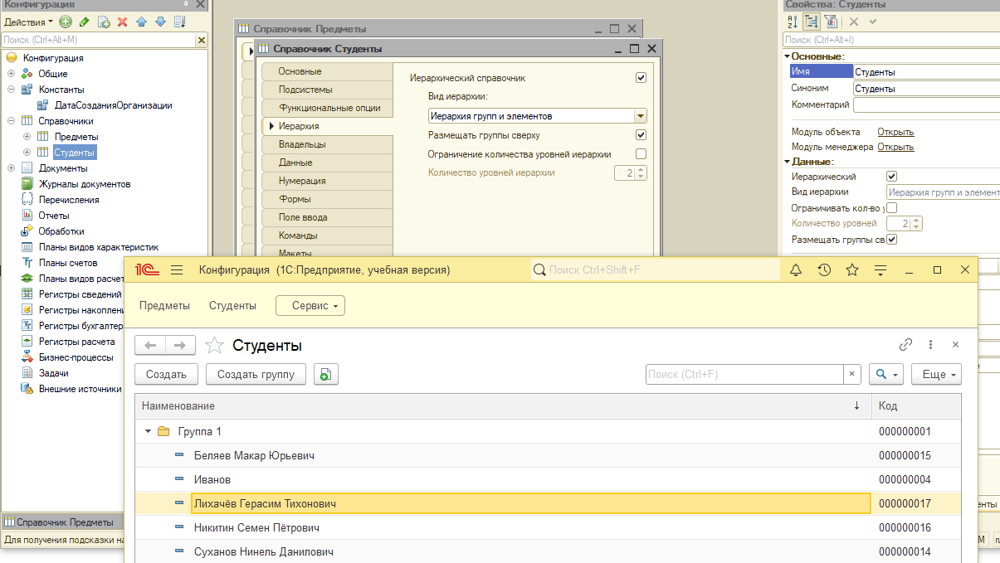 Конфигурация
Действия
Поиск (Ctrl+Alt+M)
Конфигурация
Общие
Константы
ДатаСозданияОрганизации
Справочники
Предметы
Студенты
Документы
Журналы документов
Перечисления
Отчеты
Обработки
Планы видов характеристик
Планы счетов
Планы видов расчет
Регистры сведений
Регистры накоплени
Регистры бухгалтер
Регистры расчета
Бизнес-процессы
Задачи
Внешние источники
Справочник Предметы
Для получения подсказки на
Справочник Предметы
Справочник Студенты
Основные
Подсистемы
Функциональные опции
Иерархия
Владельцы
Данные
Нумерация
Формы
Поле ввода
Команды
Макеты
Иерархический справочник
Вид иерархии:
Иерархия групп и элементов
Размещать группы сверху
Ограничение количества уровней иерархии
Количество уровней иерархии 2
Свойства: Студенты
Поиск (Ctrl+Alt+I)
Основные:
Имя Студенты
Синоним Студенты
Комментарий
Модуль объекта Открыть
Модуль менеджера Открыть
Данные:
Иерархический
Вид иерархии Иерархия групп и элемент
Ограничивать кол-во у
Количество уровней 2
Размещать группы св
1С Конфигурация (1С:Предприятие, учебная версия) Поиск Ctrl+Shift+F
Предметы Студенты Сервис
Студенты
Создать Создать группу Поиск (Ctrl+F) × Еще
Наименование ↓ Код
Группа 1 000000001
Беляев Макар Юрьевич 000000015
Иванов 000000004
Лихачёв Герасим Тихонович 000000017
Никитин Семен Пётрович 000000016
Суханов Нинель Данилович 000000014